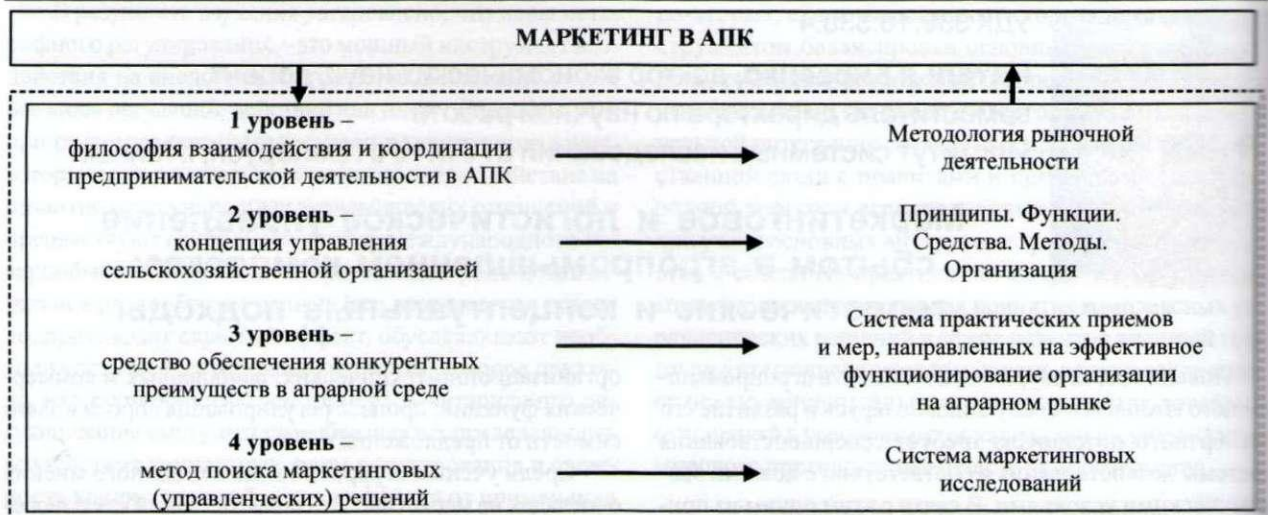 МАРКЕТИНГ В АПК
1 уровень –
философия взаимодействия и координации
предпринимательской деятельности в АПК
Методология рыночной
деятельности
2 уровень –
концепция управления
сельскохозяйственной организацией
Принципы. Функции.
Средства. Методы.
Организация
3 уровень –
средство обеспечения конкурентных
преимуществ в аграрной сфере
Система практических приемов
и мер, направленных на эффективное
функционирование организации
на аграрном рынке
4 уровень –
метод поиска маркетинговых
(управленческих) решений
Система маркетинговых
исследований